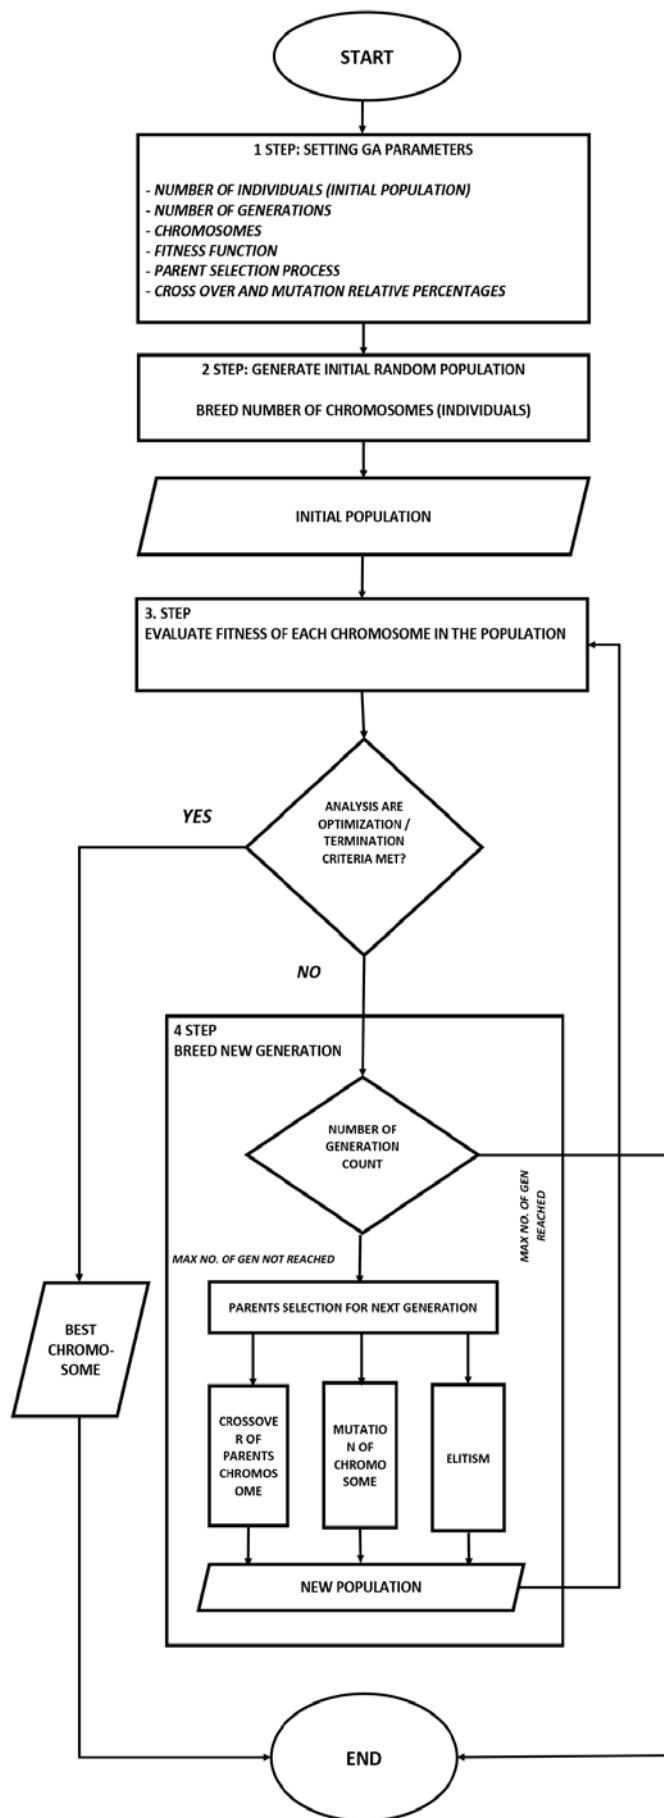 START
1 STEP: SETTING GA PARAMETERS
- NUMBER OF INDIVIDUALS (INITIAL POPULATION)
- NUMBER OF GENERATIONS
- CHROMOSOMES
- FITNESS FUNCTION
- PARENT SELECTION PROCESS
- CROSS OVER AND MUTATION RELATIVE PERCENTAGES
2 STEP: GENERATE INITIAL RANDOM POPULATION
BREED NUMBER OF CHROMOSOMES (INDIVIDUALS)
INITIAL POPULATION
3. STEP
EVALUATE FITNESS OF EACH CHROMOSOME IN THE POPULATION
YES
ANALYSIS ARE
OPTIMIZATION /
TERMINATION
CRITERIA MET?
NO
4 STEP
BREED NEW GENERATION
NUMBER OF
GENERATION
COUNT
MAX NO. OF GEN
REACHED
MAX NO. OF GEN NOT REACHED
PARENTS SELECTION FOR NEXT GENERATION
BEST
CHROMO-
SOME
CROSSOVE
R OF
PARENTS
CHROMOS
OME
MUTATIO
N OF
CHROMO
SOME
ELITISM
NEW POPULATION
END